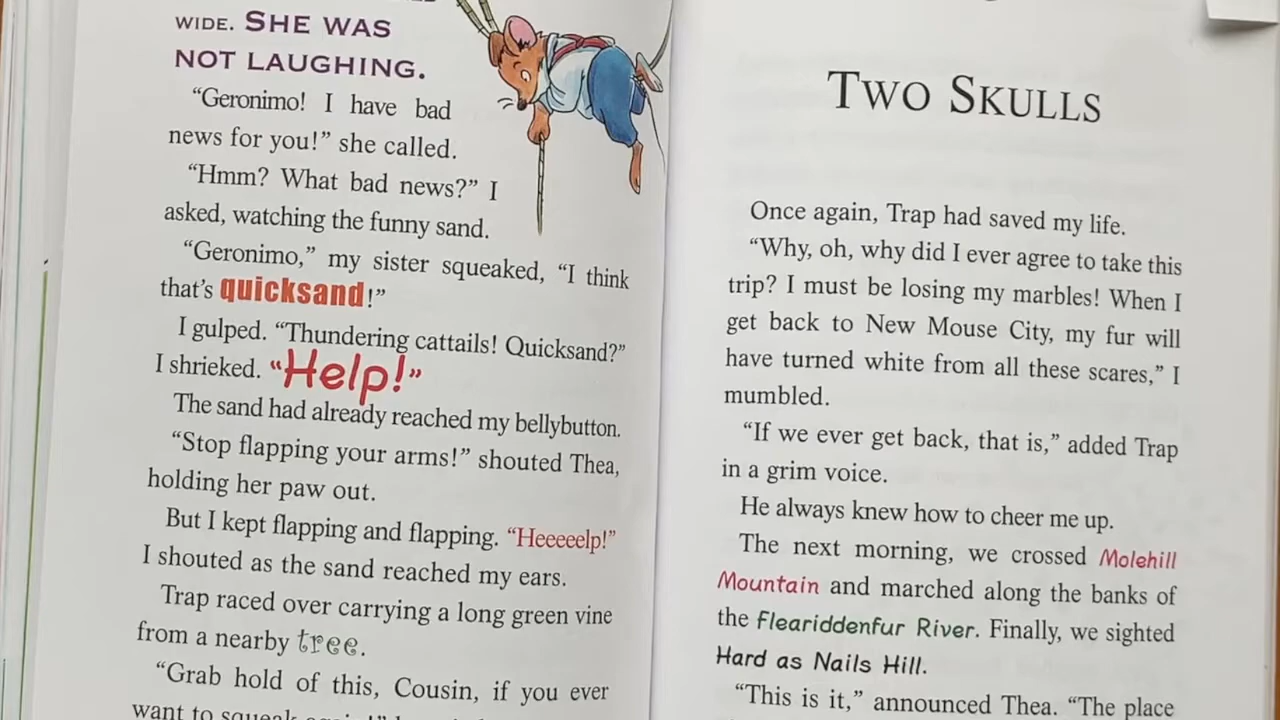 WIDE. SHE WAS
NOT LAUGHING.
“Geronimo! I have bad
news for you!” she called.
“Hmm? What bad news?” I
asked, watching the funny sand.
“Geronimo,” my sister squeaked, “I think
that’s quicksand!”
I gulped. “Thundering cattails! Quicksand?”
I shrieked. “Help!”
The sand had already reached my bellybutton.
“Stop flapping your arms!” shouted Thea,
holding her paw out.
But I kept flapping and flapping. “Heeeeelp!”
I shouted as the sand reached my ears.
Trap raced over carrying a long green vine
from a nearby tree.
“Grab hold of this, Cousin, if you ever
want to squeak
TWO SKULLS
Once again, Trap had saved my life.
“Why, oh, why did I ever agree to take this
trip? I must be losing my marbles! When I
get back to New Mouse City, my fur will
have turned white from all these scares,” I
mumbled.
“If we ever get back, that is,” added Trap
in a grim voice.
He always knew how to cheer me up.
The next morning, we crossed Molehill
Mountain and marched along the banks of
the Fleariddenfur River. Finally, we sighted
Hard as Nails Hill.
“This is it,” announced Thea. “The place